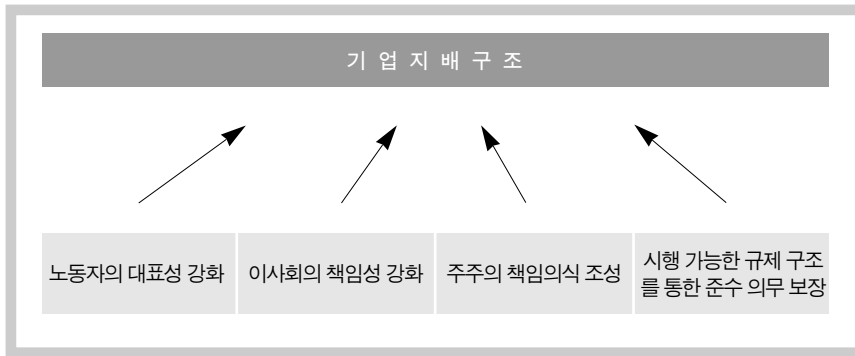 기 업 지 배 구 조
노동자의 대표성 강화
이사회의 책임성 강화
주주의 책임의식 조성
시행 가능한 규제 구조
를 통한 준수 의무 보장